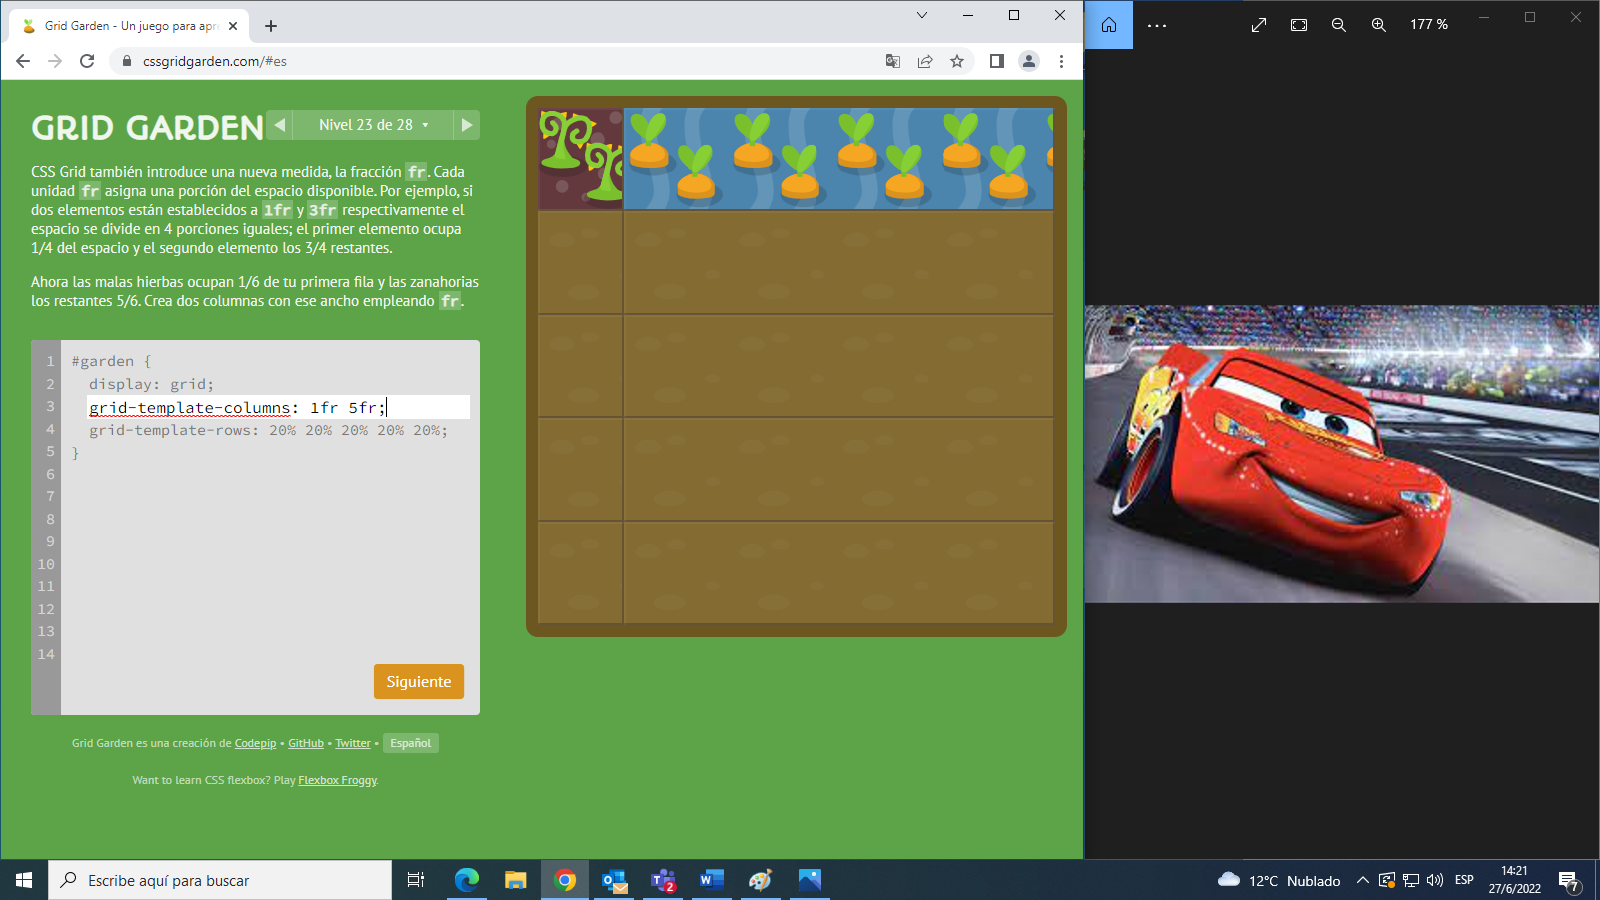 Grid Garden - Un juego para apre
cssgridgarden.com/#es
177 %
GRID GARDEN
Nivel 23 de 28
CSS Grid también introduce una nueva medida, la fracción fr. Cada
unidad fr asigna una porción del espacio disponible. Por ejemplo, si
dos elementos están establecidos a 1fr y 3fr respectivamente el
espacio se divide en 4 porciones iguales; el primer elemento ocupa
1/4 del espacio y el segundo elemento los 3/4 restantes.
Ahora las malas hierbas ocupan 1/6 de tu primera fila y las zanahorias
los restantes 5/6. Crea dos columnas con ese ancho empleando fr.
1 #garden {
2 display: grid;
3 grid-template-columns: 1fr 5fr;
4 grid-template-rows: 20% 20% 20% 20% 20%;
5 }
6
7
8
9
10
11
12
13
14
Siguiente
Grid Garden es una creación de Codepip • GitHub • Twitter • Español
Want to learn CSS flexbox? Play Flexbox Froggy.
Escribe aquí para buscar
2
12°C Nublado
ESP
14:21
27/6/2022
7